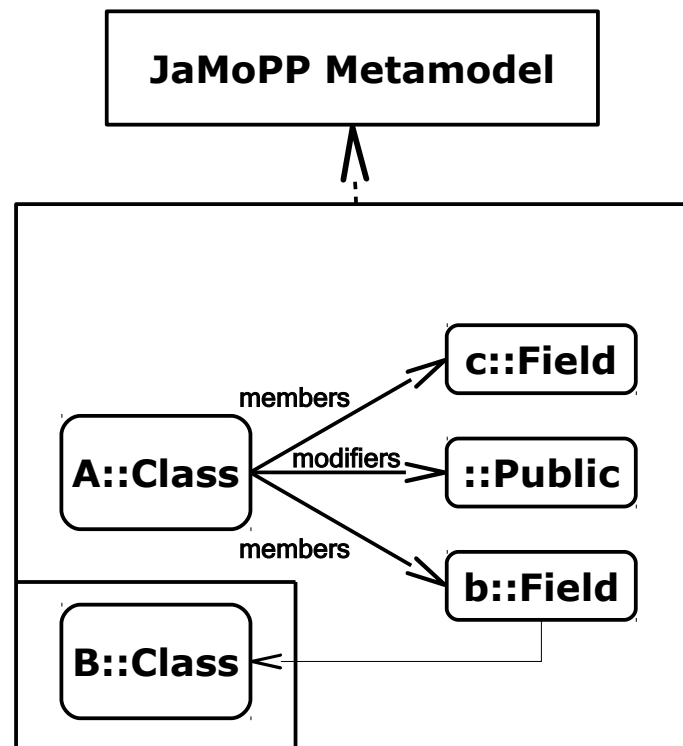 JaMoPP Metamodel
c::Field
members
A::Class
modifiers
::Public
members
b::Field
B::Class